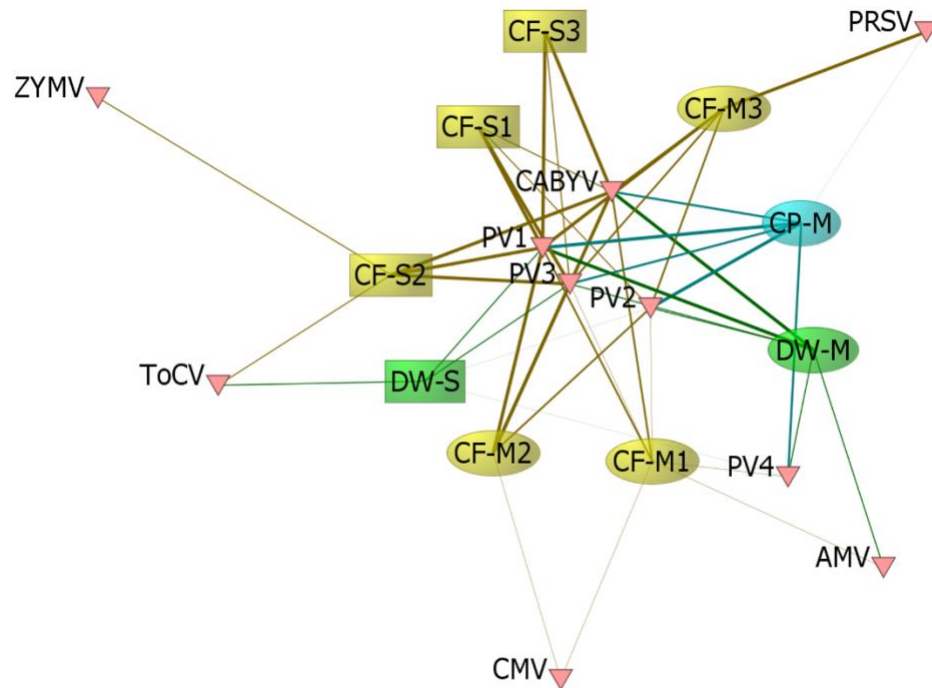 CF-S3
PRSV
ZYMV
CF-M3
CF-S1
CABYV
CP-M
PV1
CF-S2
PV3
PV2
DW-M
ToCV
DW-S
CF-M2
CF-M1
PV4
AMV
CMV